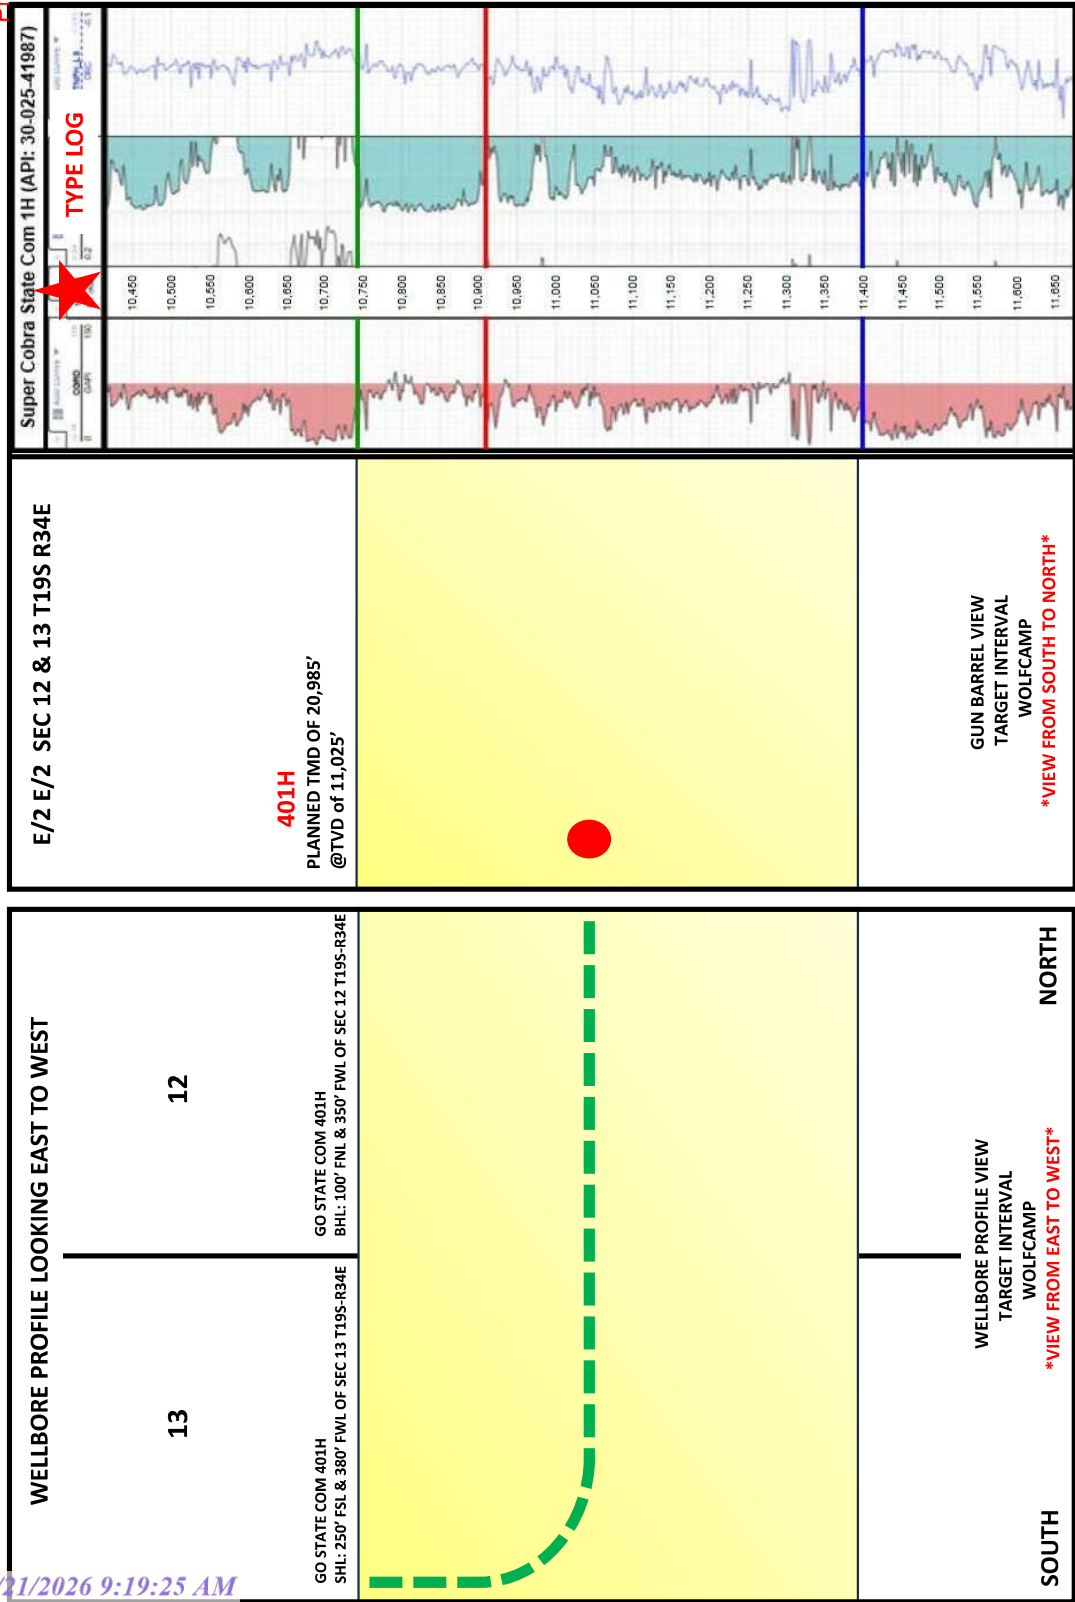 WELLBORE PROFILE LOOKING EAST TO WEST
13
12
GO STATE COM 401H
SHL: 250’ FSL & 380’ FWL OF SEC 13 T19S-R34E
GO STATE COM 401H
BHL: 100’ FNL & 350’ FWL OF SEC 12 T19S-R34E
WELLBORE PROFILE VIEW
TARGET INTERVAL
WOLFCAMP
*VIEW FROM EAST TO WEST*
SOUTH
NORTH
E/2 E/2 SEC 12 & 13 T19S R34E
401H
PLANNED TMD OF 20,985’
@TVD of 11,025’
GUN BARREL VIEW
TARGET INTERVAL
WOLFCAMP
*VIEW FROM SOUTH TO NORTH*
Super Cobra State Com 1H (API: 30-025-41987)
TYPE LOG
GAPI
0
150
0.2
10,450
10,500
10,550
10,600
10,650
10,700
10,750
10,800
10,850
10,900
10,950
11,000
11,050
11,100
11,150
11,200
11,250
11,300
11,350
11,400
11,450
11,500
11,550
11,600
11,650
/21/2026 9:19:25 AM